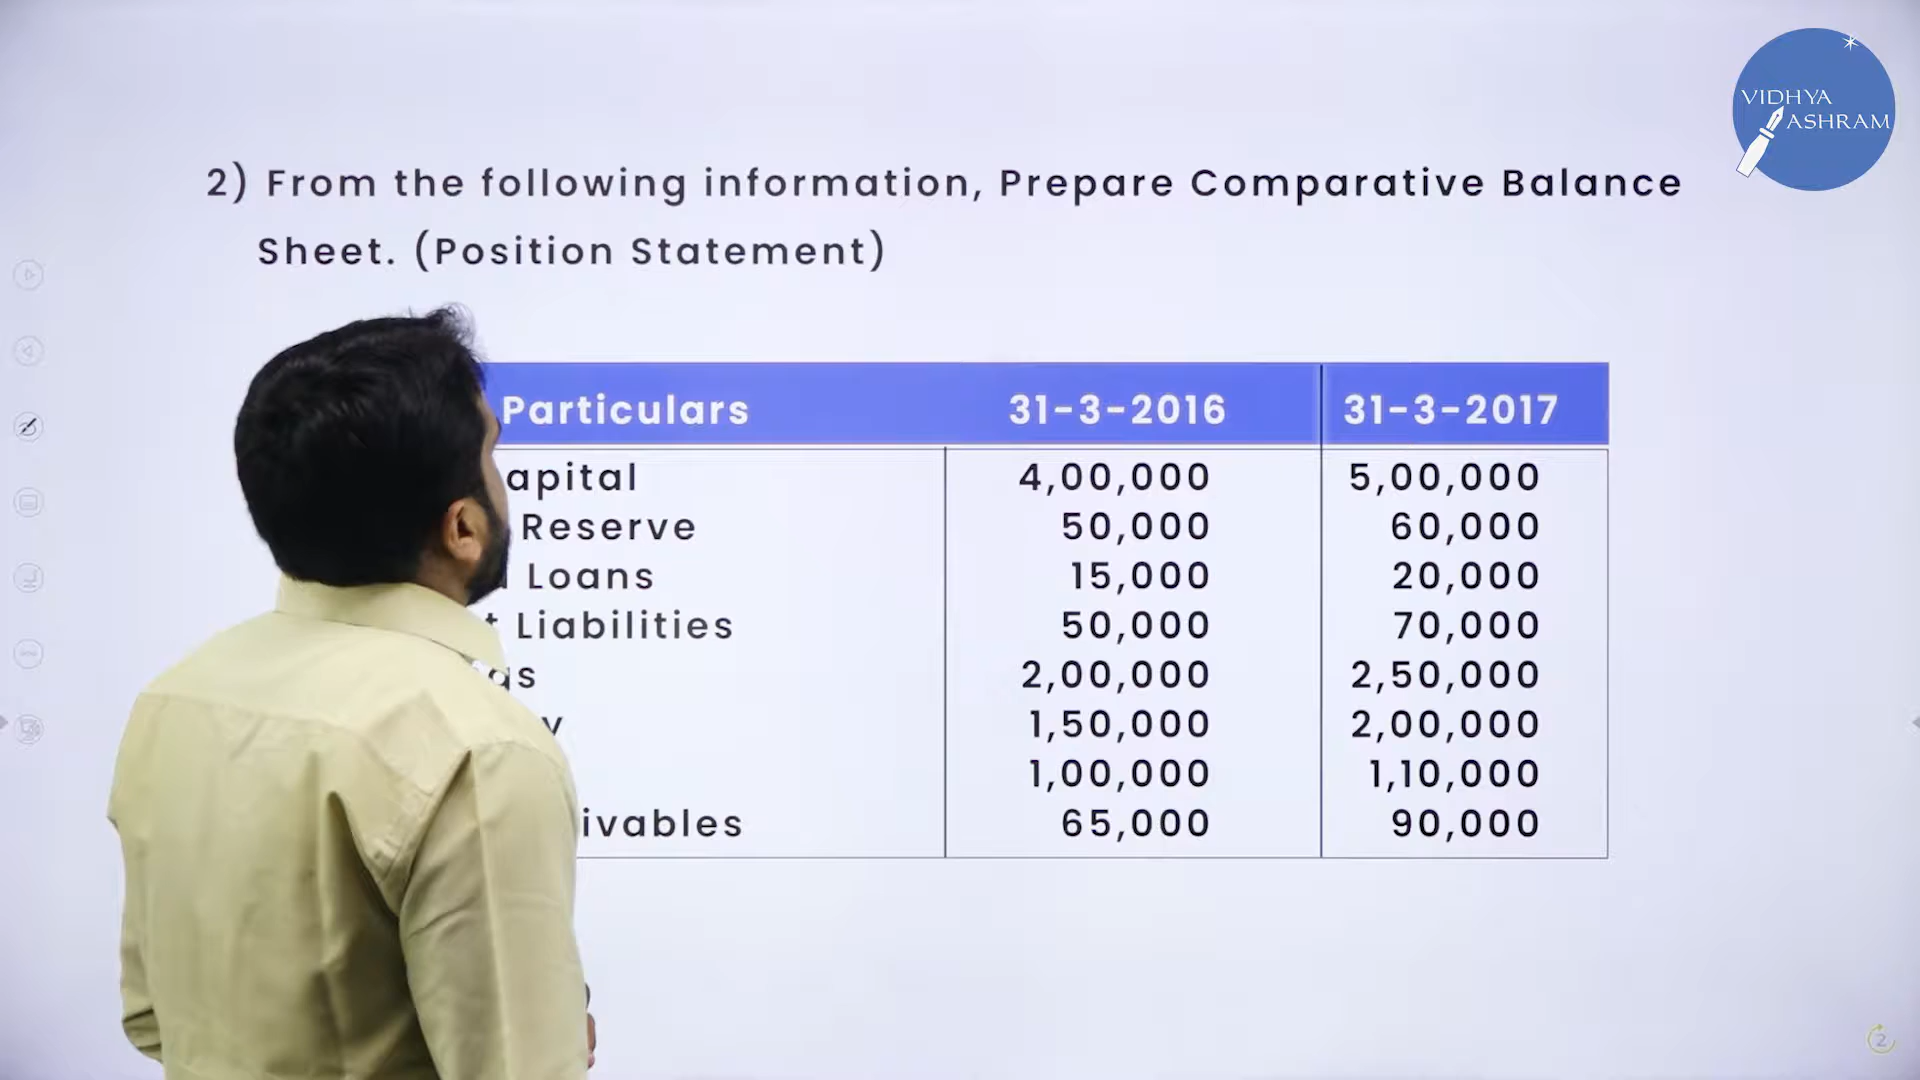 VIDHYA
ASHRAM
2) From the following information, Prepare Comparative Balance
Sheet. (Position Statement)
Particulars 31-3-2016 31-3-2017
apital 4,00,000 5,00,000
Reserve 50,000 60,000
Loans 15,000 20,000
t Liabilities 50,000 70,000
gs 2,00,000 2,50,000
y 1,50,000 2,00,000
1,00,000 1,10,000
ivables 65,000 90,000
2